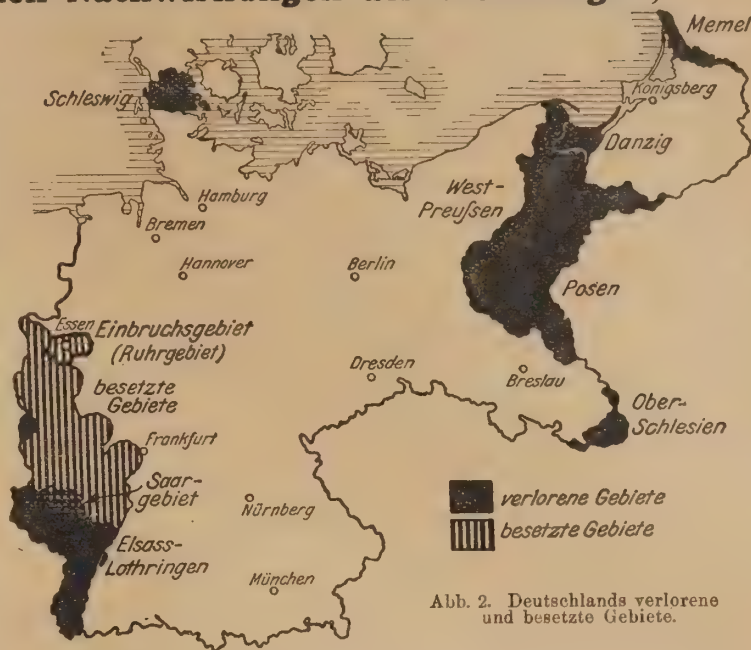 Nachwirkungen
Memel
Schleswig
Königsberg
Danzig
West-
Preußen
Hamburg
Bremen
Hannover
Berlin
Posen
Essen
Einbruchsgebiet
(Ruhrgebiet)
besetzte
Gebiete
Dresden
Breslau
Ober-
Schlesien
Frankfurt
Saar-
gebiet
Nürnberg
verlorene Gebiete
besetzte Gebiete
Elsass-
Lothringen
München
Abb. 2. Deutschlands verlorene
und besetzte Gebiete.